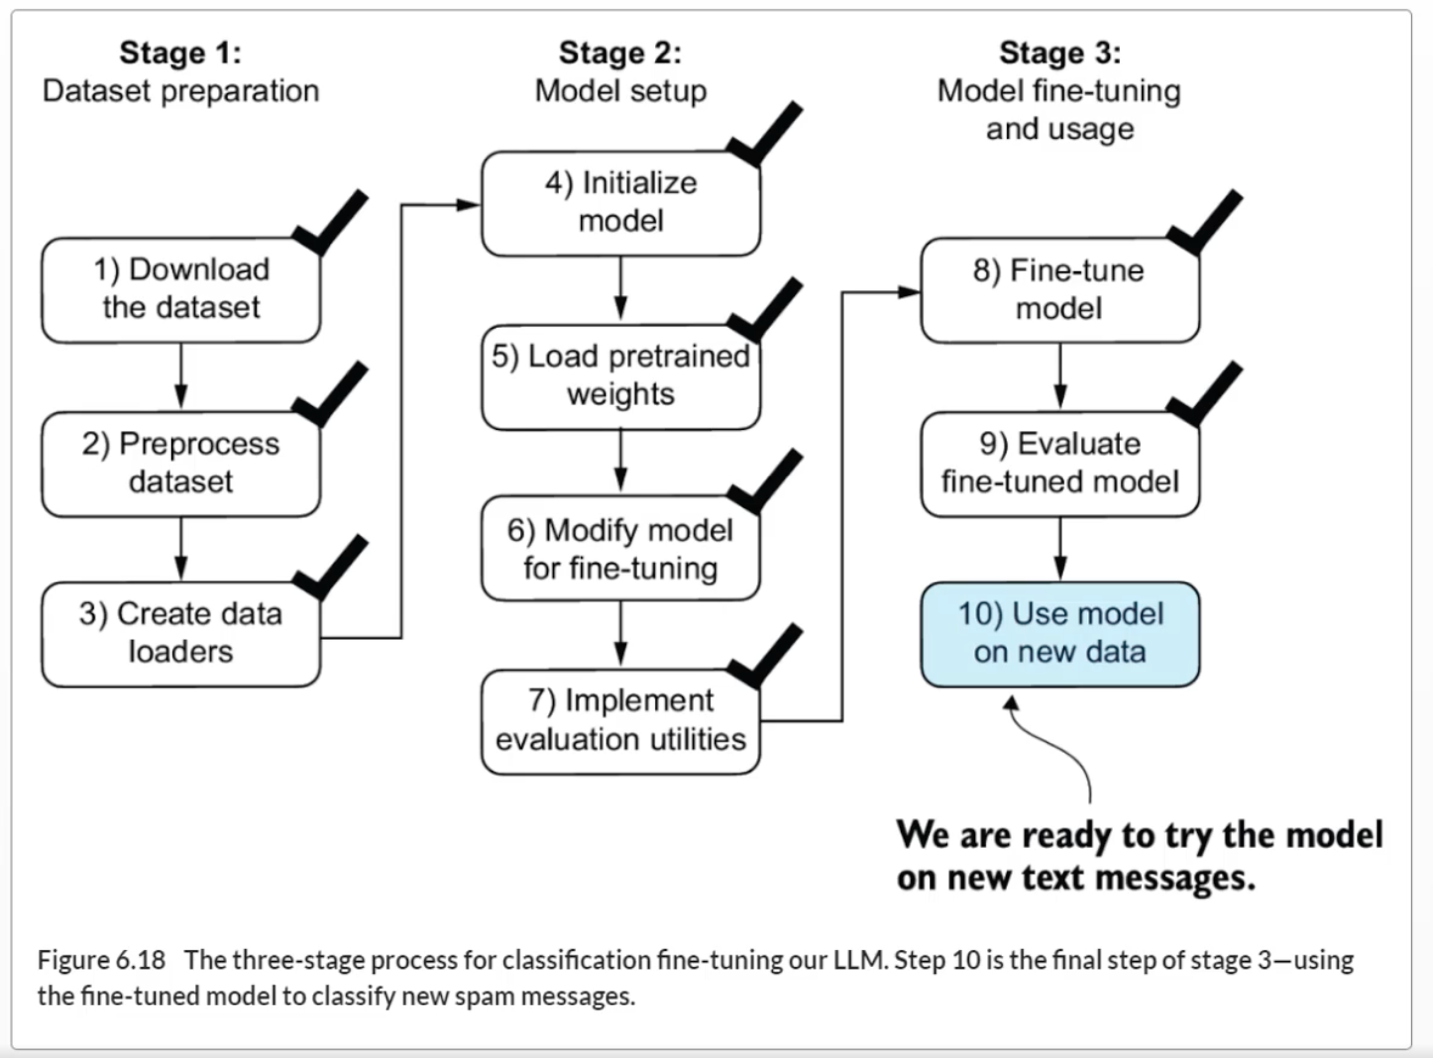 Stage 1:
Dataset preparation
1) Download
the dataset
2) Preprocess
dataset
3) Create data
loaders
Stage 2:
Model setup
4) Initialize
model
5) Load pretrained
weights
6) Modify model
for fine-tuning
7) Implement
evaluation utilities
Stage 3:
Model fine-tuning
and usage
8) Fine-tune
model
9) Evaluate
fine-tuned model
10) Use model
on new data
We are ready to try the model
on new text messages.
Figure 6.18 The three-stage process for classification fine-tuning our LLM. Step 10 is the final step of stage 3—using
the fine-tuned model to classify new spam messages.